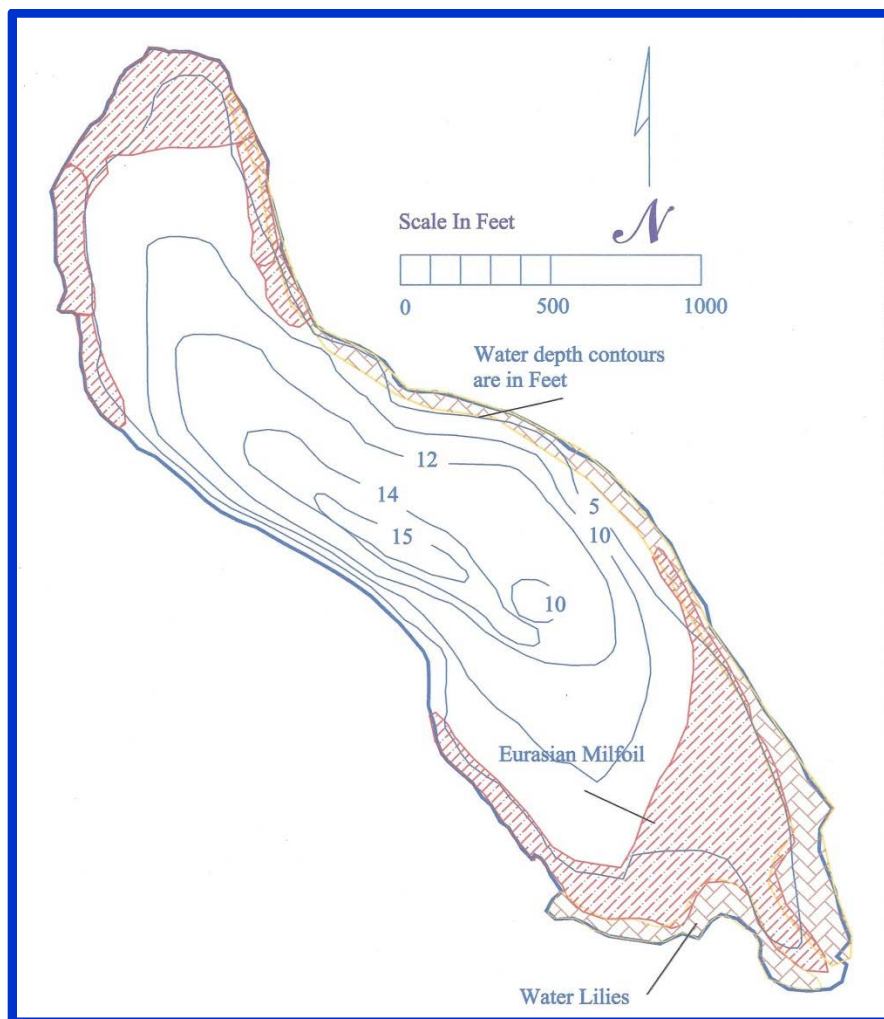 N
Scale In Feet
0 500 1000
Water depth contours
are in Feet
12
14
5
15
10
10
Eurasian Milfoil
Water Lilies